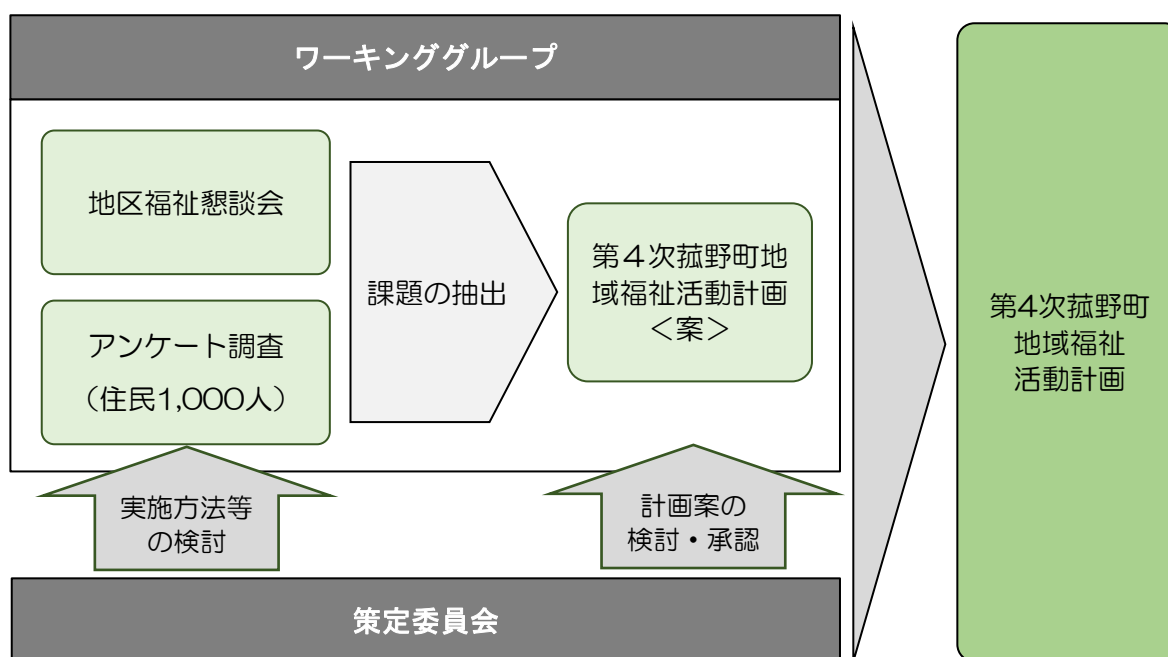 ワーキンググループ
地区福祉懇談会
アンケート調査
（住民1,000人）
課題の抽出
第４次菰野町地
域福祉活動計画
＜案＞
実施方法等
の検討
計画案の
検討・承認
策定委員会
第4次菰野町
地域福祉
活動計画